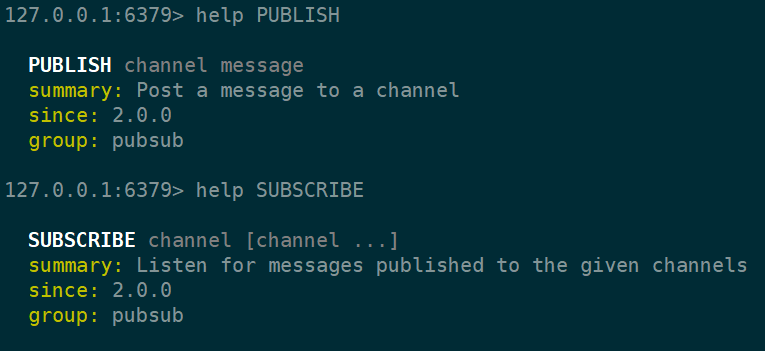 127.0.0.1:6379> help PUBLISH
PUBLISH channel message
summary: Post a message to a channel
since: 2.0.0
group: pubsub
127.0.0.1:6379> help SUBSCRIBE
SUBSCRIBE channel [channel ...]
summary: Listen for messages published to the given channels
since: 2.0.0
group: pubsub